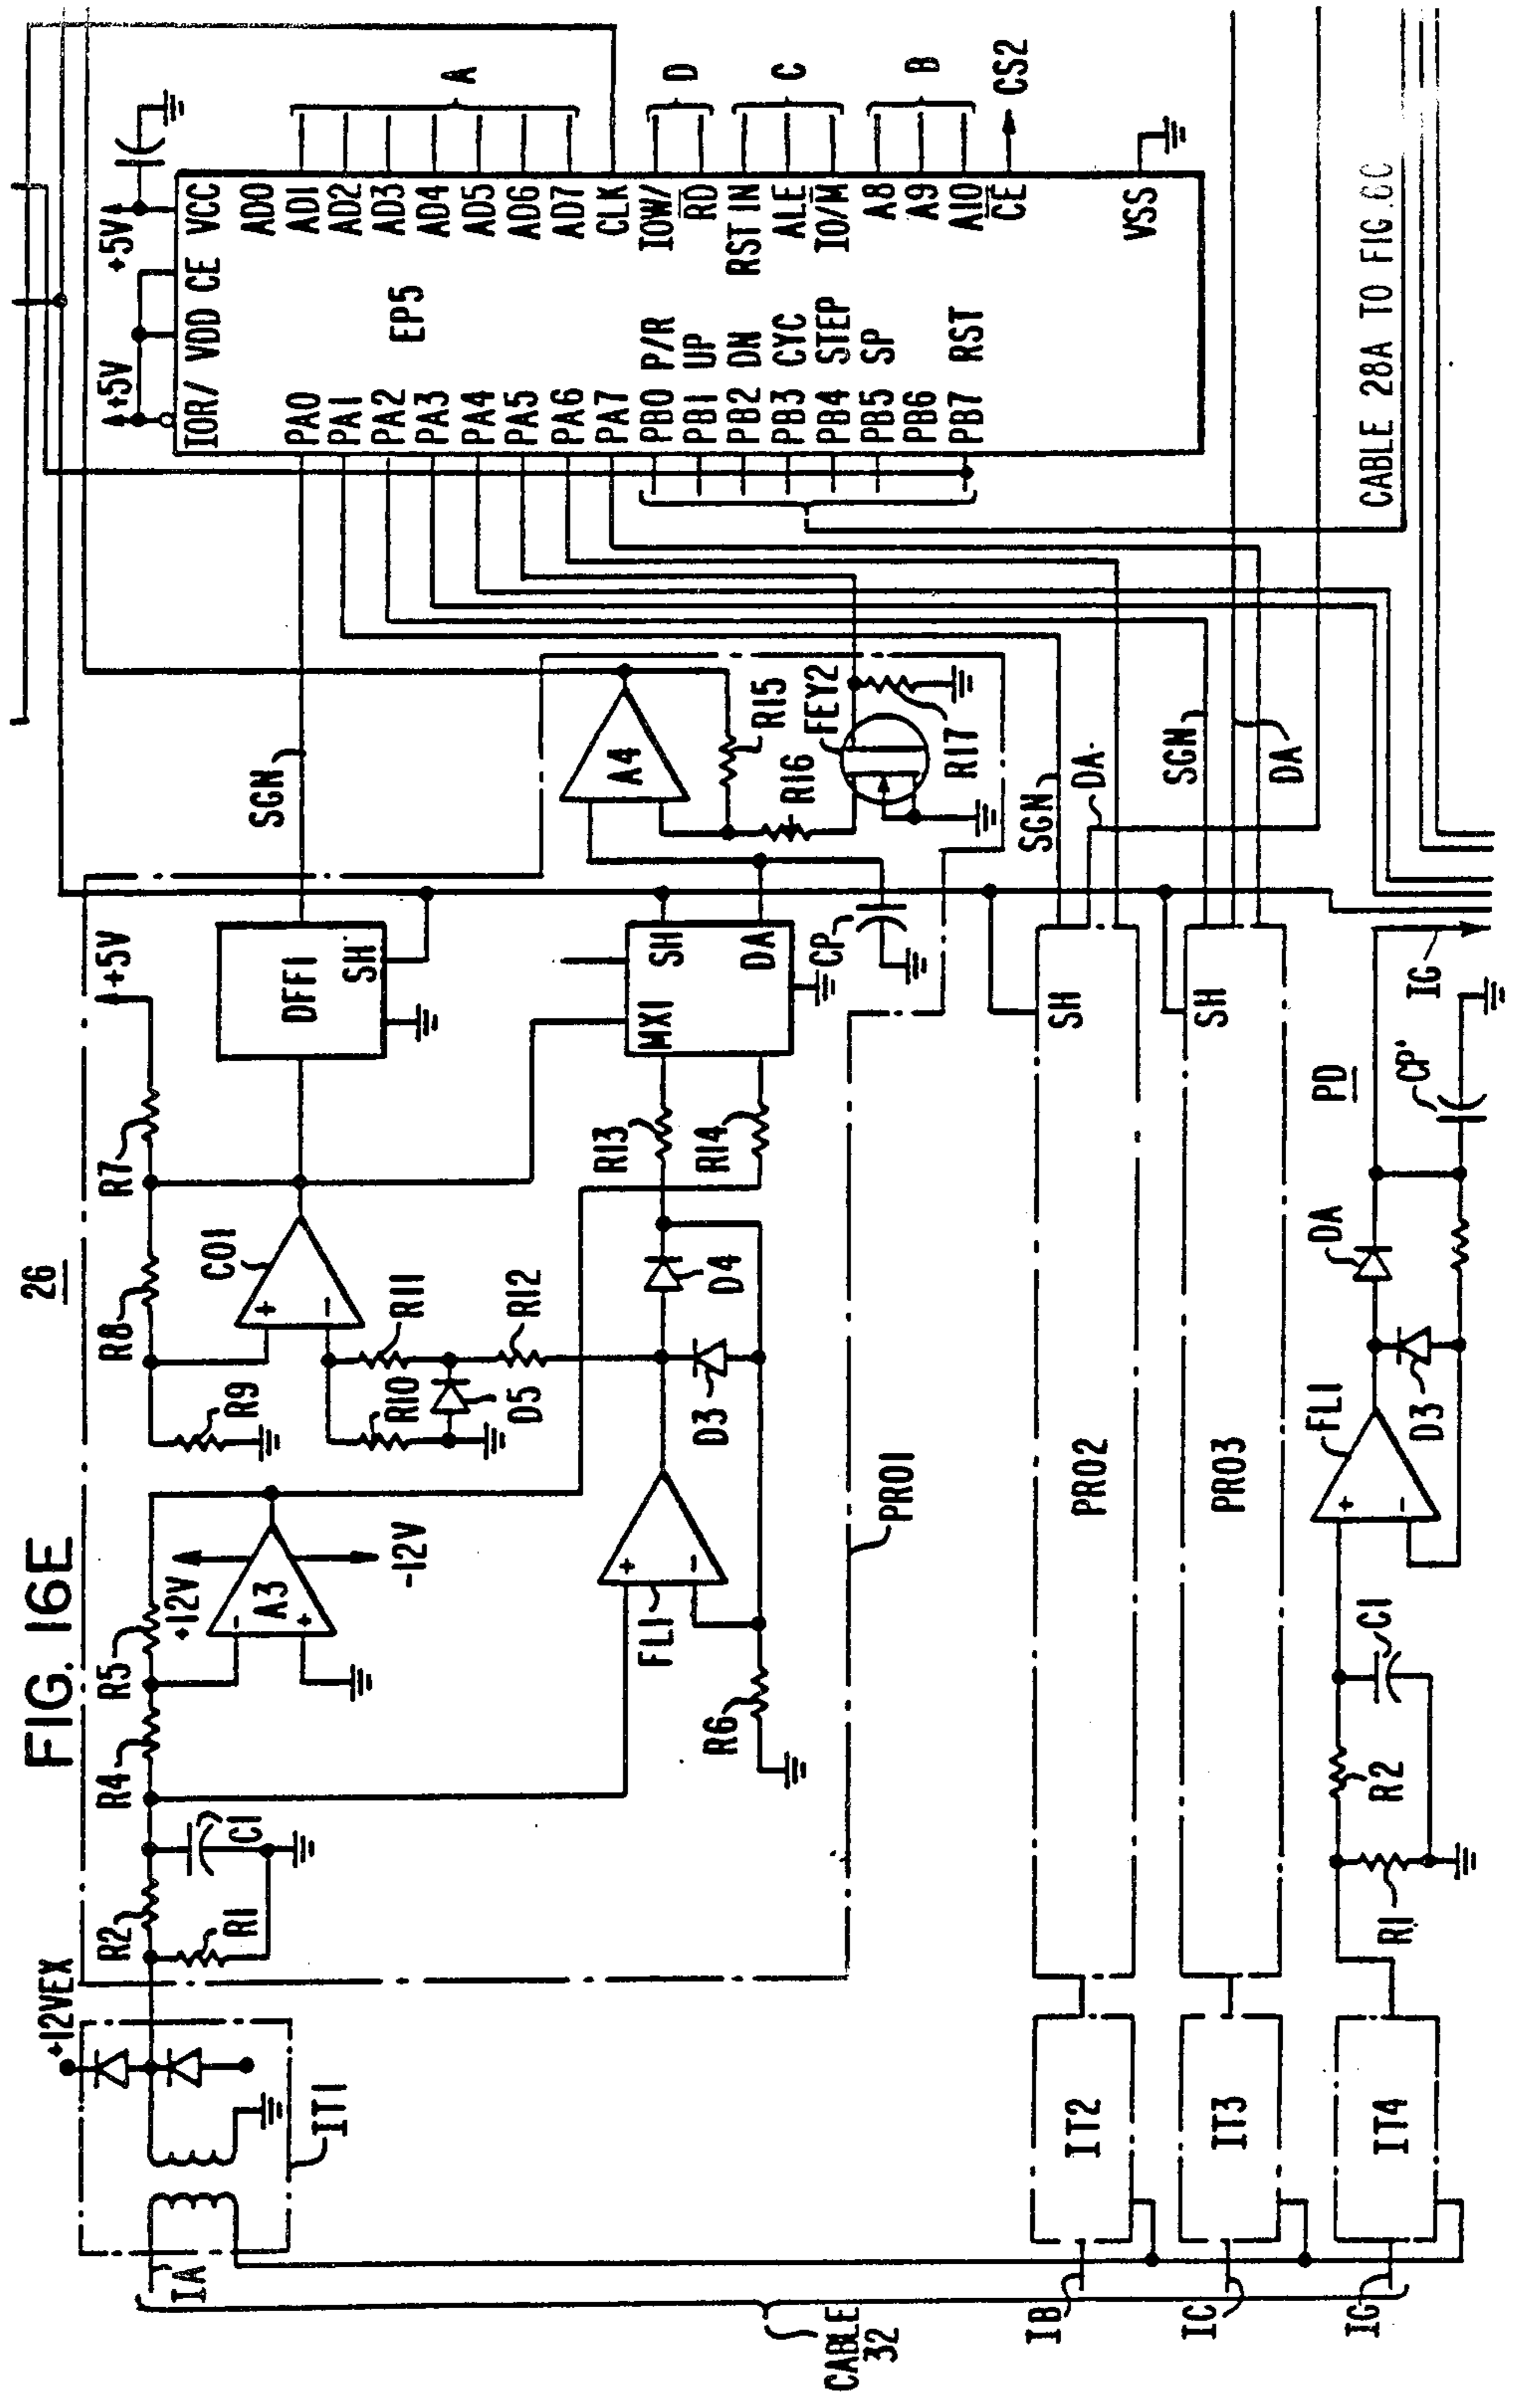 FIG. 16E
26
+12VEX
IT1
IA
CABLE
32
R2
R1
C1
R4
R5
+12V
A3
-
+
-12V
R9
R8
R7
+5V
CO1
+
-
R10
R11
D5
R12
DFF1
SH
SGN
FL1
+
-
R6
D3
D4
R13
R14
MX1
SH
DA
CP
A4
R15
R16
FEY2
R17
PRO1
+5V
+5V
IOR/ VDD CE VCC
EP5
PA0
PA1
PA2
PA3
PA4
PA5
PA6
PA7
PB0 P/R
PB1 UP
PB2 DN
PB3 CYC
PB4 STEP
PB5 SP
PB6
PB7 RST
AD0
AD1
AD2
AD3
AD4
AD5
AD6
AD7
CLK
IOW/
RD
RST IN
ALE
IO/M
A8
A9
A10
CE
VSS
A
D
C
B
CS2
IB
IT2
PRO2
SH
SGN
DA
IC
IT3
PRO3
SH
SGN
DA
IG
IT4
R1
R2
C1
FL1
+
-
D3
DA
PD
CP'
IG
CABLE 28A TO FIG.6C